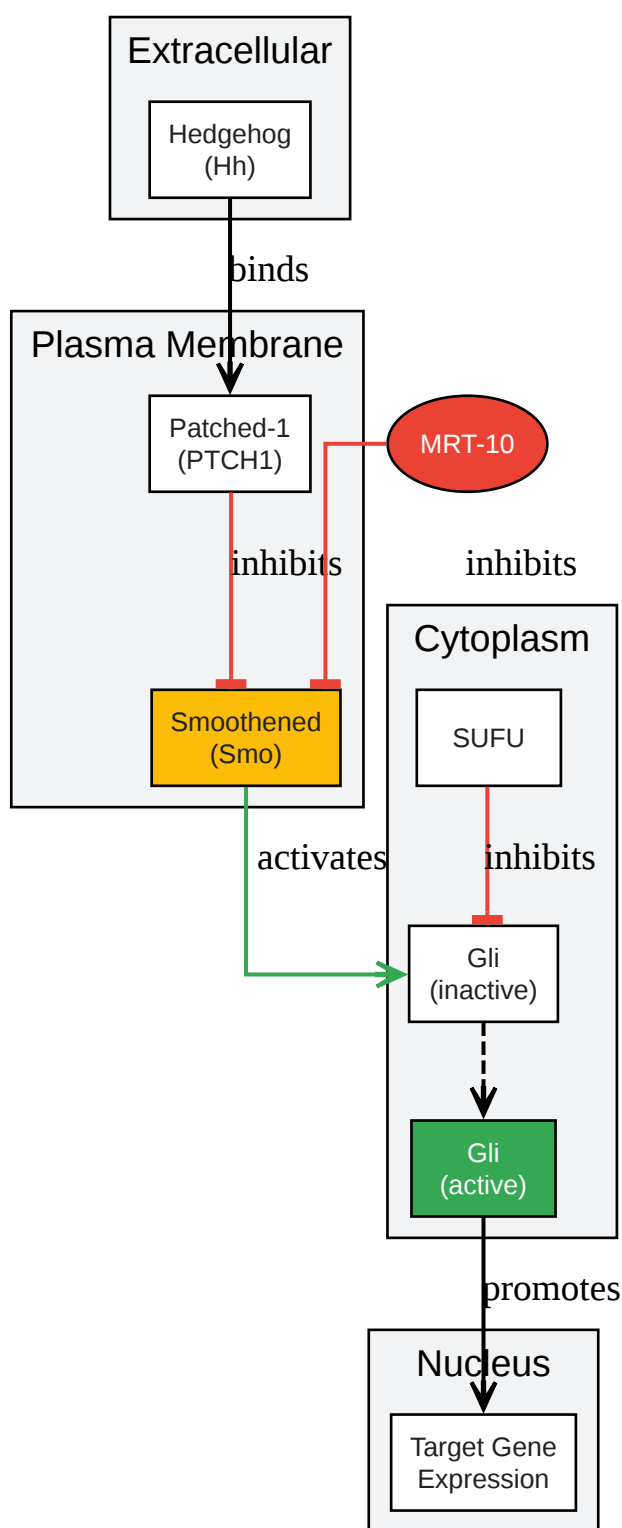 Extracellular
Hedgehog
(Hh)
binds
Plasma Membrane
Patched-1
(PTCH1)
MRT-10
inhibits
inhibits
Cytoplasm
Smoothened
(Smo)
SUFU
activates
inhibits
Gli
(inactive)
Gli
(active)
promotes
Nucleus
Target Gene
Expression